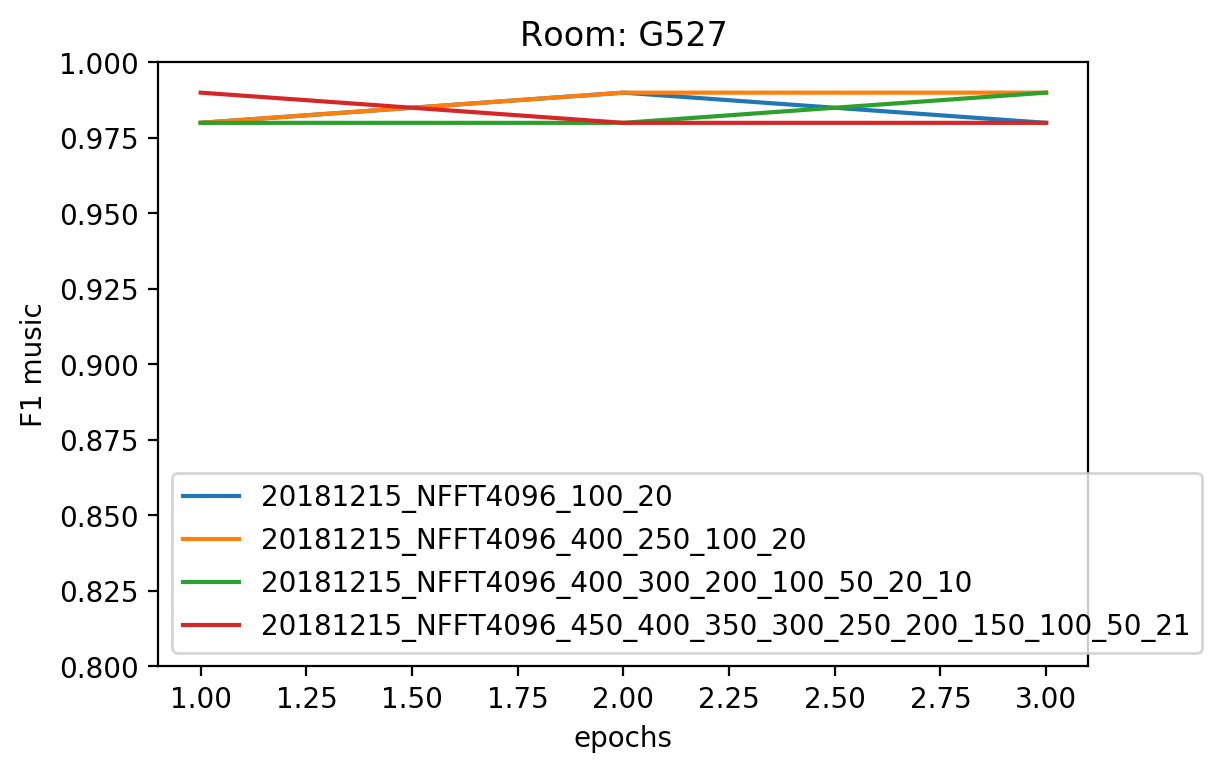 Room: G527
1.000
0.975
0.950
0.925
0.900
0.875
0.850
0.825
0.800
F1 music
20181215_NFFT4096_100_20
20181215_NFFT4096_400_250_100_20
20181215_NFFT4096_400_300_200_100_50_20_10
20181215_NFFT4096_450_400_350_300_250_200_150_100_50_21
1.00 1.25 1.50 1.75 2.00 2.25 2.50 2.75 3.00
epochs